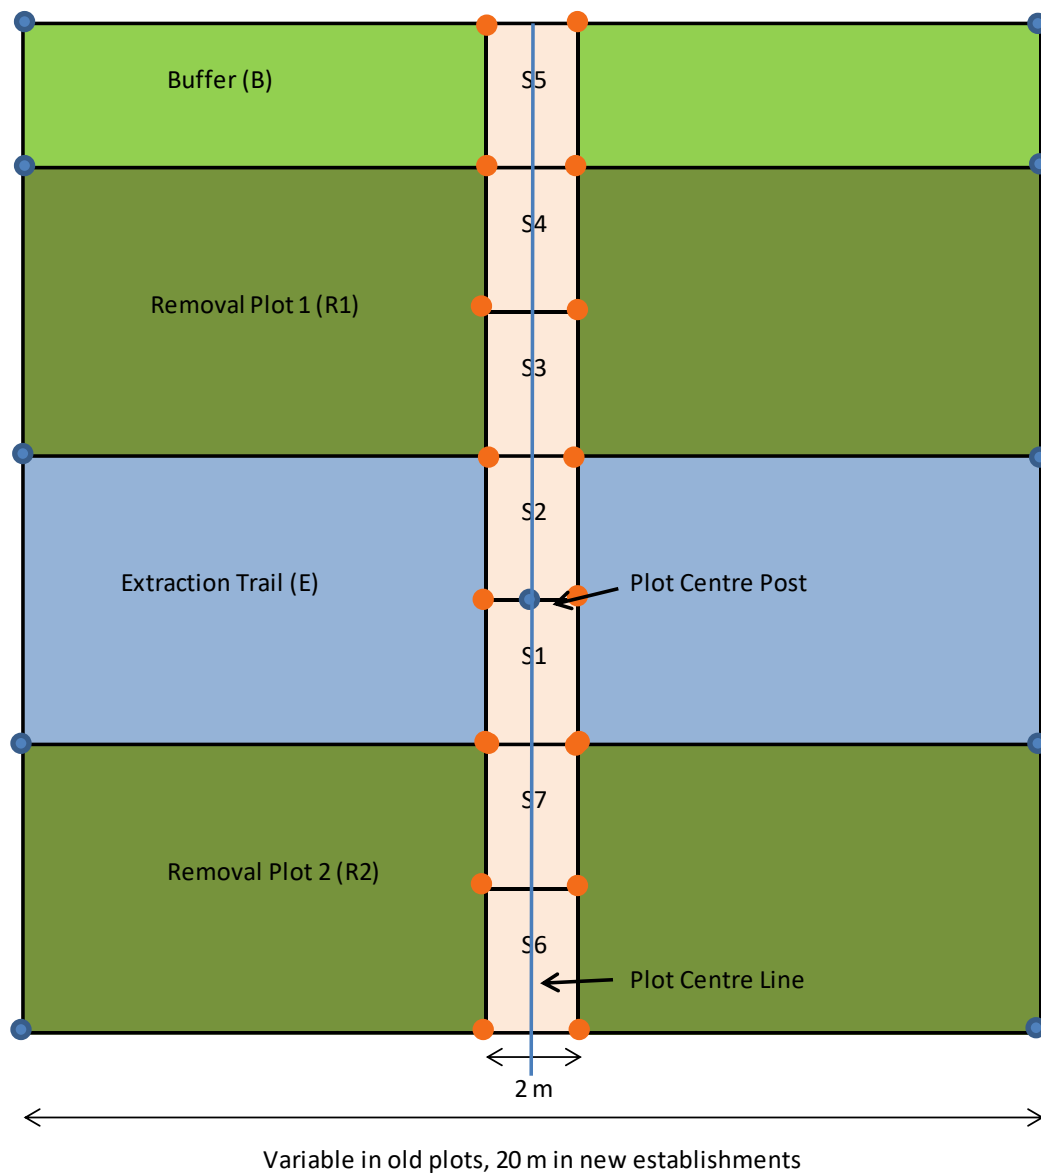 S5
Buffer (B)
S4
Removal Plot 1 (R1)
S3
S2
Extraction Trail (E)
Plot Centre Post
S1
S7
Removal Plot 2 (R2)
S6
Plot Centre Line
2 m
Variable in old plots, 20 m in new establishments